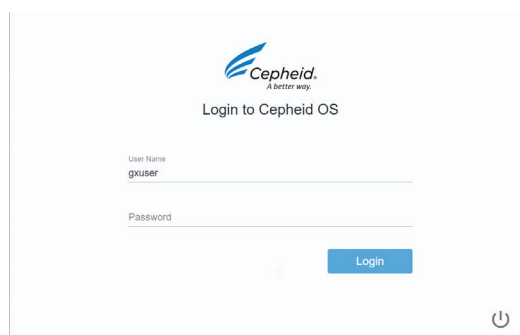 Cepheid.
A better way.
Login to Cepheid OS
User Name
gxuser
Password
Login